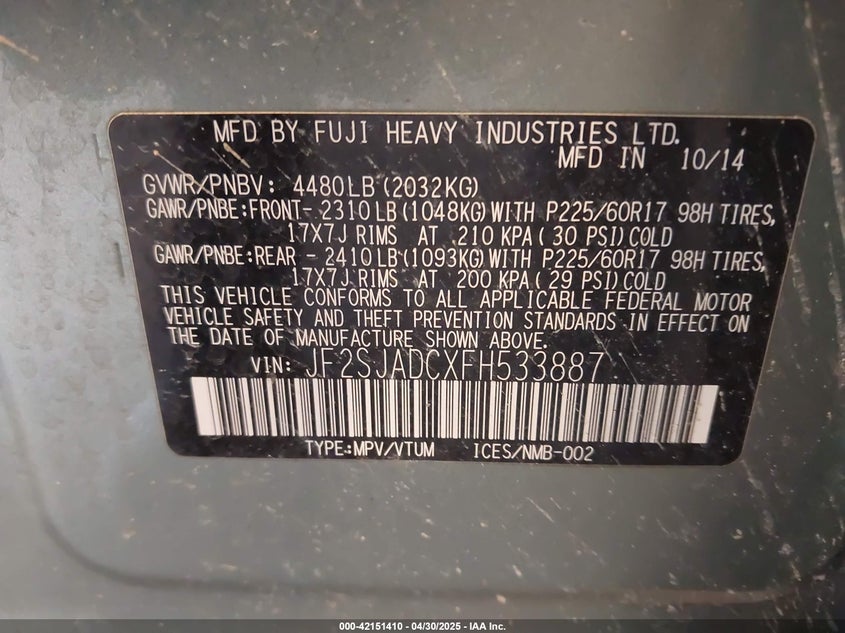 MFD BY FUJI HEAVY INDUSTRIES LTD.
MFD IN 10/14
GVWR/PNBV: 4480LB(2032KG)
GAWR/PNBE:FRONT- 2310LB(1048KG)WITH P225/60R17 98H TIRES,
17X7J RIMS AT 210 KPA( 30 PSI)COLD
GAWR/PNBE:REAR - 2410LB(1093KG)WITH P225/60R17 98H TIRES,
17X7J RIMS AT 200 KPA( 29 PSI)COLD
THIS VEHICLE CONFORMS TO ALL APPLICABLE FEDERAL MOTOR
VEHICLE SAFETY AND THEFT PREVENTION STANDARDS IN EFFECT ON
THE DATE OF MANUFACTURE SHOWN ABOVE.
VIN: JF2SJADCXFH533887
TYPE:MPV/VTUM ICES/NMB-002
000-42151410 - 04/30/2025 - IAA Inc.